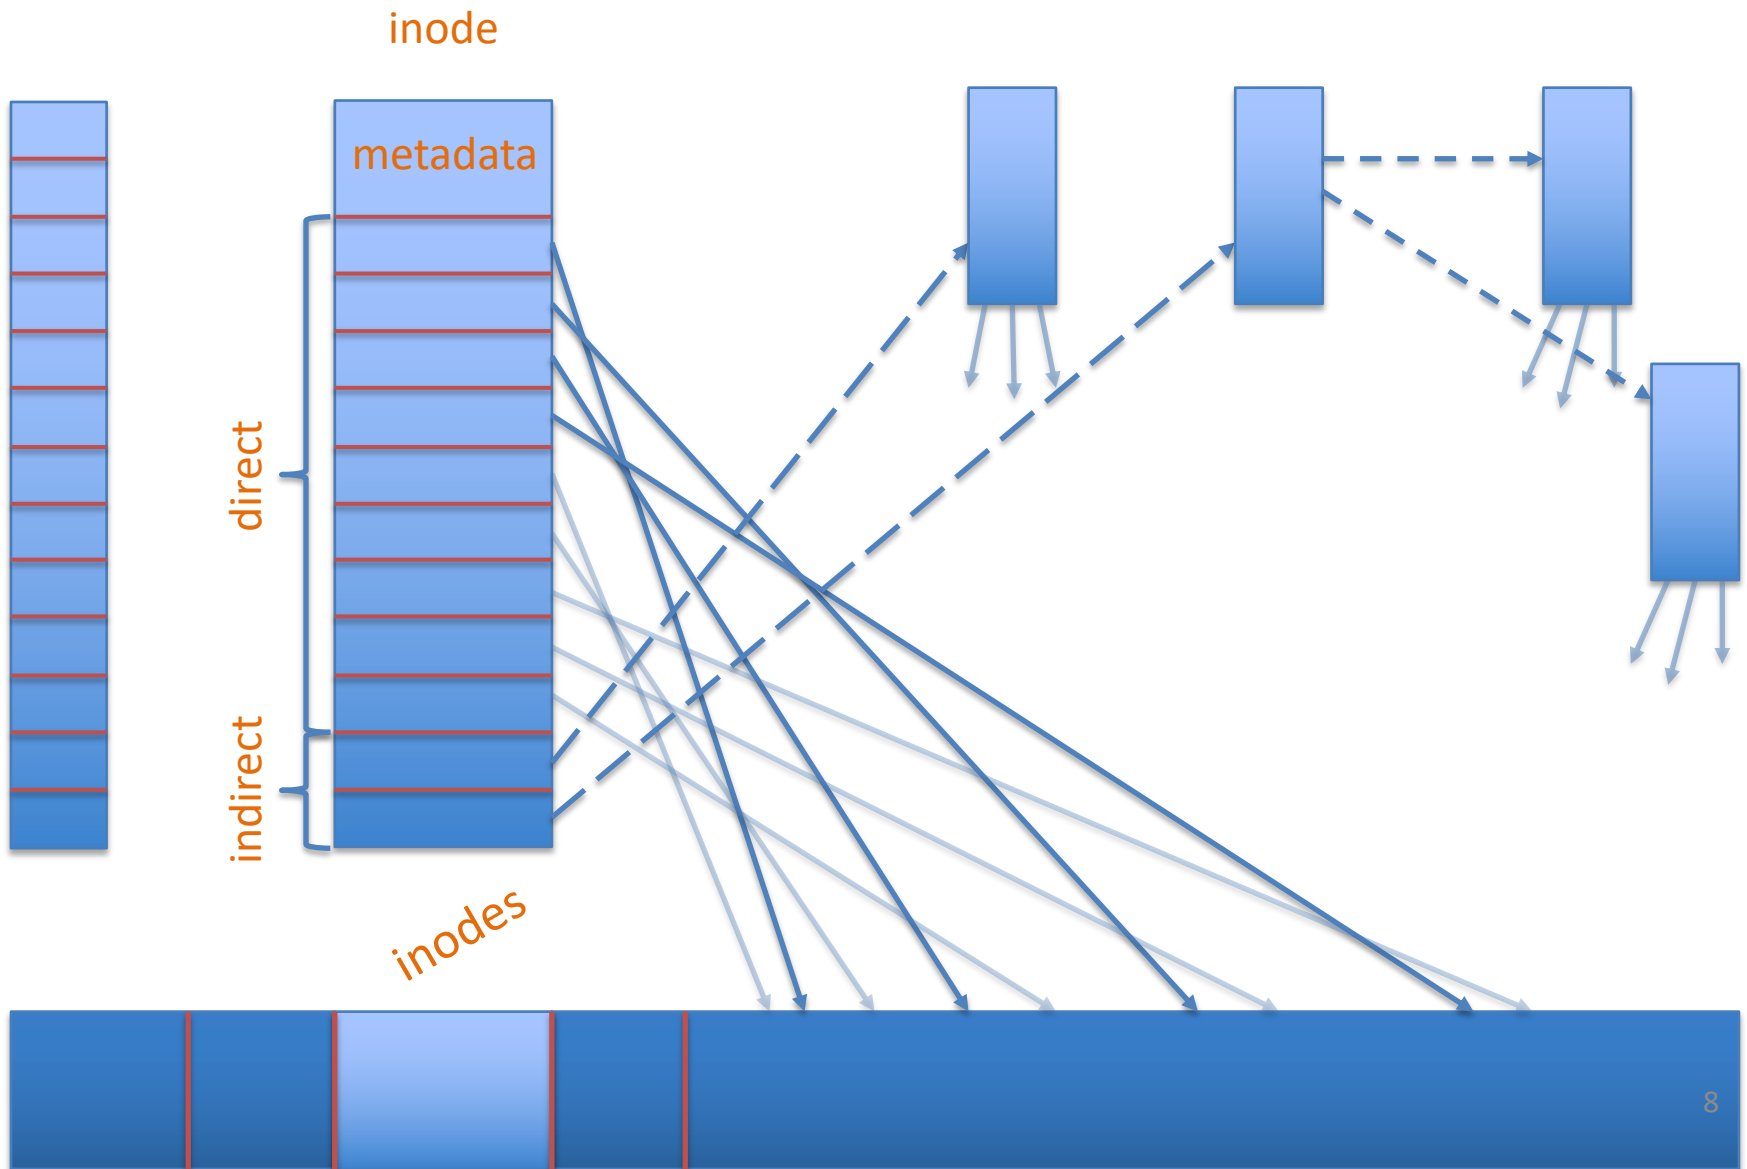 inode
metadata
direct
indirect
inodes
8